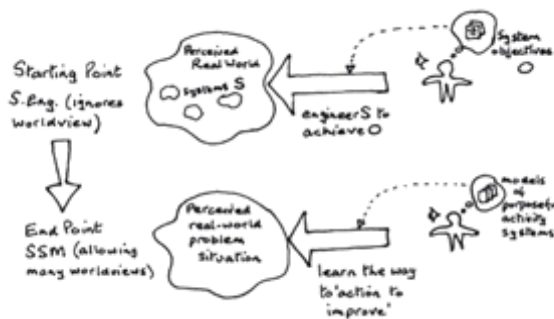 Starting Point
S.Eng. (ignores
worldview)
Perceived
Real World
systems S
engineer S to
achieve O
System
objectives
O
End Point
SSM (allowing
many worldviews)
Perceived
real-world
problem
situation
learn the way
to 'action to
improve'
models
of
purposeful
activity
systems